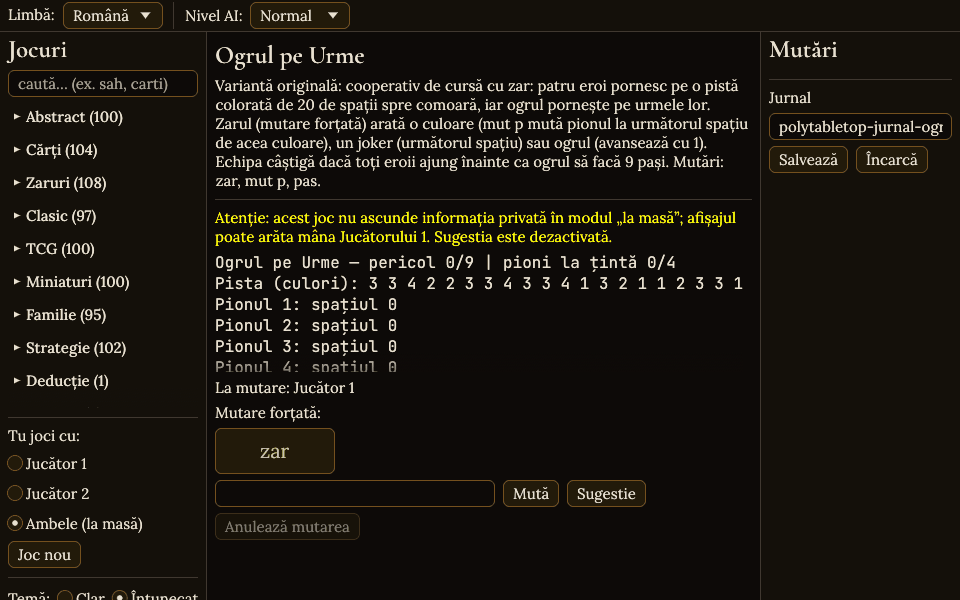 Limbă: Română Nivel AI: Normal
Jocuri
caută... (ex. sah, carti)
Abstract (100)
Cărți (104)
Zaruri (108)
Clasic (97)
TCG (100)
Miniaturi (100)
Familie (95)
Strategie (102)
Deducție (1)
Tu joci cu:
Jucător 1
Jucător 2
Ambele (la masă)
Joc nou
Temă: Clar Întunecat
Ogrul pe Urme
Variantă originală: cooperativ de cursă cu zar: patru eroi pornesc pe o pistă
colorată de 20 de spații spre comoară, iar ogrul pornește pe urmele lor.
Zarul (mutare forțată) arată o culoare (mut p mută pionul la următorul spațiu
de acea culoare), un joker (următorul spațiu) sau ogrul (avansează cu 1).
Echipa câștigă dacă toți eroii ajung înainte ca ogrul să facă 9 pași. Mutări:
zar, mut p, pas.
Atenție: acest joc nu ascunde informația privată în modul „la masă”; afișajul
poate arăta mâna Jucătorului 1. Sugestia este dezactivată.
Ogrul pe Urme — pericol 0/9 | pioni la țintă 0/4
Pista (culori): 3 3 4 2 2 3 3 4 3 3 4 1 3 2 1 1 2 3 3 1
Pionul 1: spațiul 0
Pionul 2: spațiul 0
Pionul 3: spațiul 0
Pionul 4: spațiul 0
La mutare: Jucător 1
Mutare forțată:
zar
Mută Sugestie
Anulează mutarea
Mutări
Jurnal
polytabletop-jurnal-ogr
Salvează Încarcă